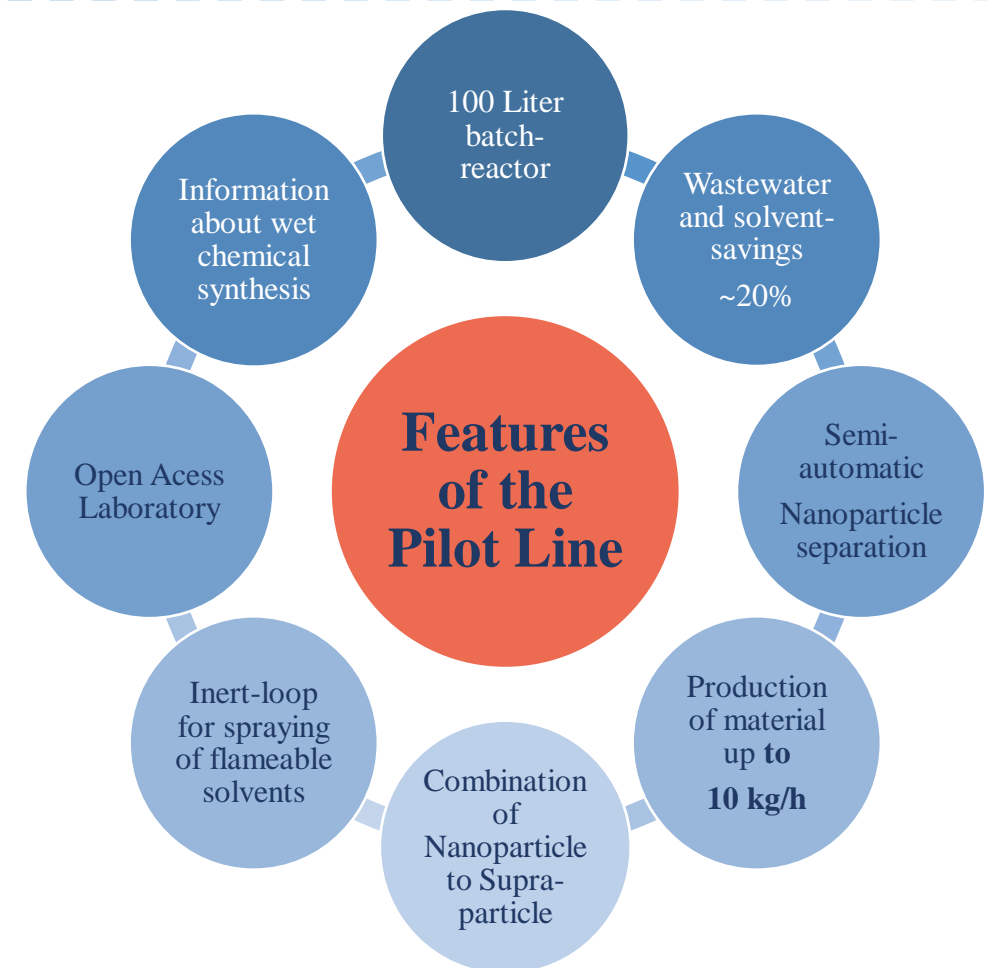 100 Liter
batch-
reactor
Wastewater
and solvent-
savings
~20%
Semi-
automatic
Nanoparticle
separation
Production
of material
up to
10 kg/h
Combination
of
Nanoparticle
to Supra-
particle
Inert-loop
for spraying
of flameable
solvents
Open Acess
Laboratory
Information
about wet
chemical
synthesis
Features
of the
Pilot Line